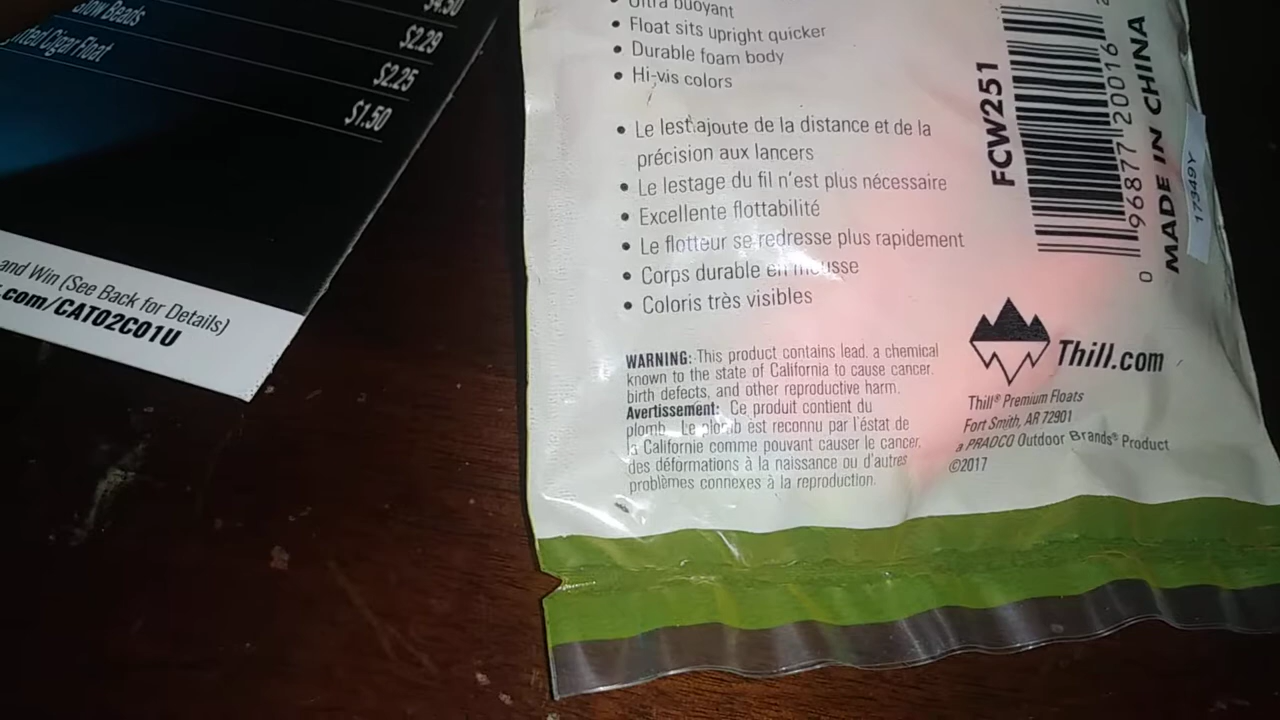 $4.50
Glow Beads
$2.29
Cigar Float
$2.25
$1.50
and Win (See Back for Details)
.com/CAT02C01U
Ultra buoyant
• Float sits upright quicker
• Durable foam body
• Hi-vis colors
• Le lest ajoute de la distance et de la
précision aux lancers
• Le lestage du fil n'est plus nécessaire
• Excellente flottabilité
• Le flotteur se redresse plus rapidement
• Corps durable en mousse
• Coloris très visibles
WARNING: This product contains lead, a chemical
known to the state of California to cause cancer,
birth defects, and other reproductive harm.
Avertissement: Ce produit contient du
plomb. Le plomb est reconnu par l'éstat de
la Californie comme pouvant causer le cancer,
des déformations à la naissance ou d'autres
problèmes connexes à la reproduction.
FCW251
0 96877 20016 2
MADE IN CHINA
17349Y
Thill.com
Thill® Premium Floats
Fort Smith, AR 72901
a PRADCO Outdoor Brands® Product
©2017